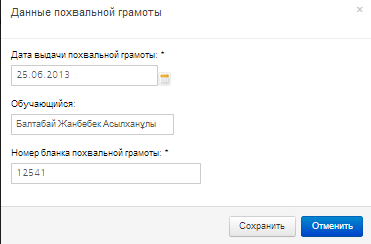 Данные похвальной грамоты
Дата выдачи похвальной грамоты: *
25.06.2013
Обучающийся:
Балтабай Жанбөбек Асылханұлы
Номер бланка похвальной грамоты: *
12541
Сохранить Отменить